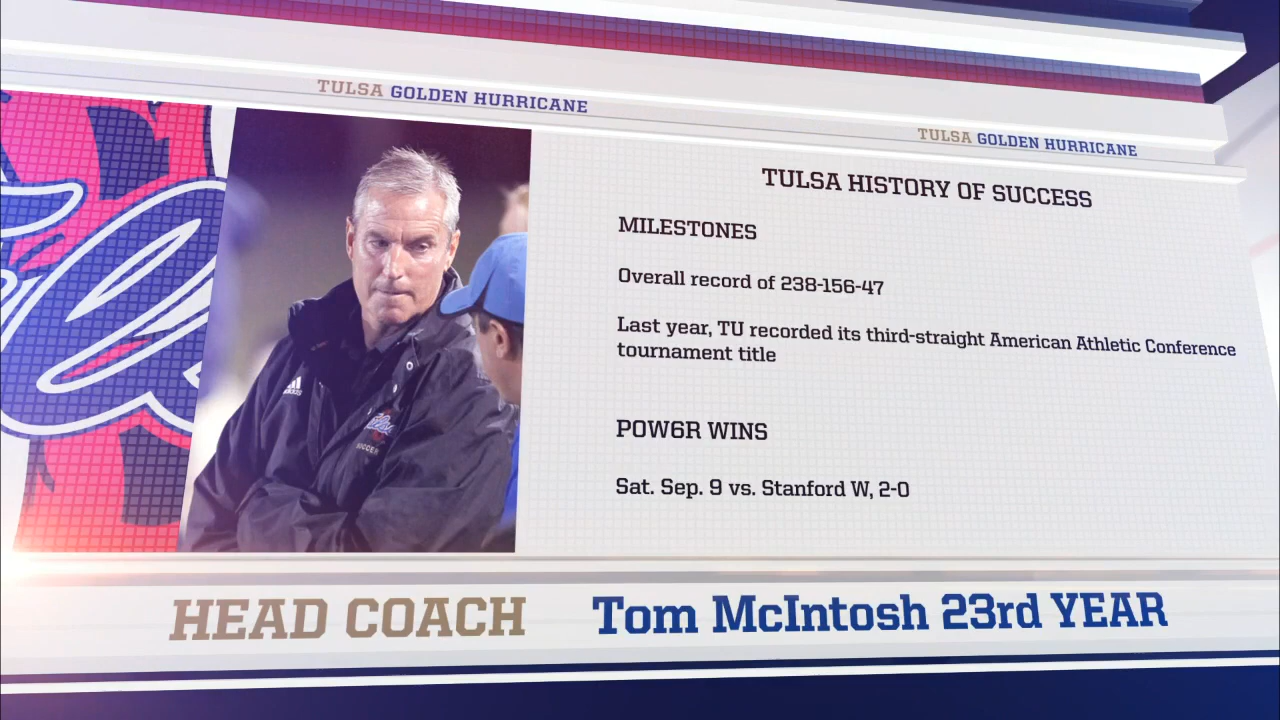 TULSA GOLDEN HURRICANE
TULSA GOLDEN HURRICANE
TULSA HISTORY OF SUCCESS
MILESTONES
Overall record of 238-156-47
Last year, TU recorded its third-straight American Athletic Conference
tournament title
POW6R WINS
Sat. Sep. 9 vs. Stanford W, 2-0
adidas
SOCCER
HEAD COACH Tom McIntosh 23rd YEAR